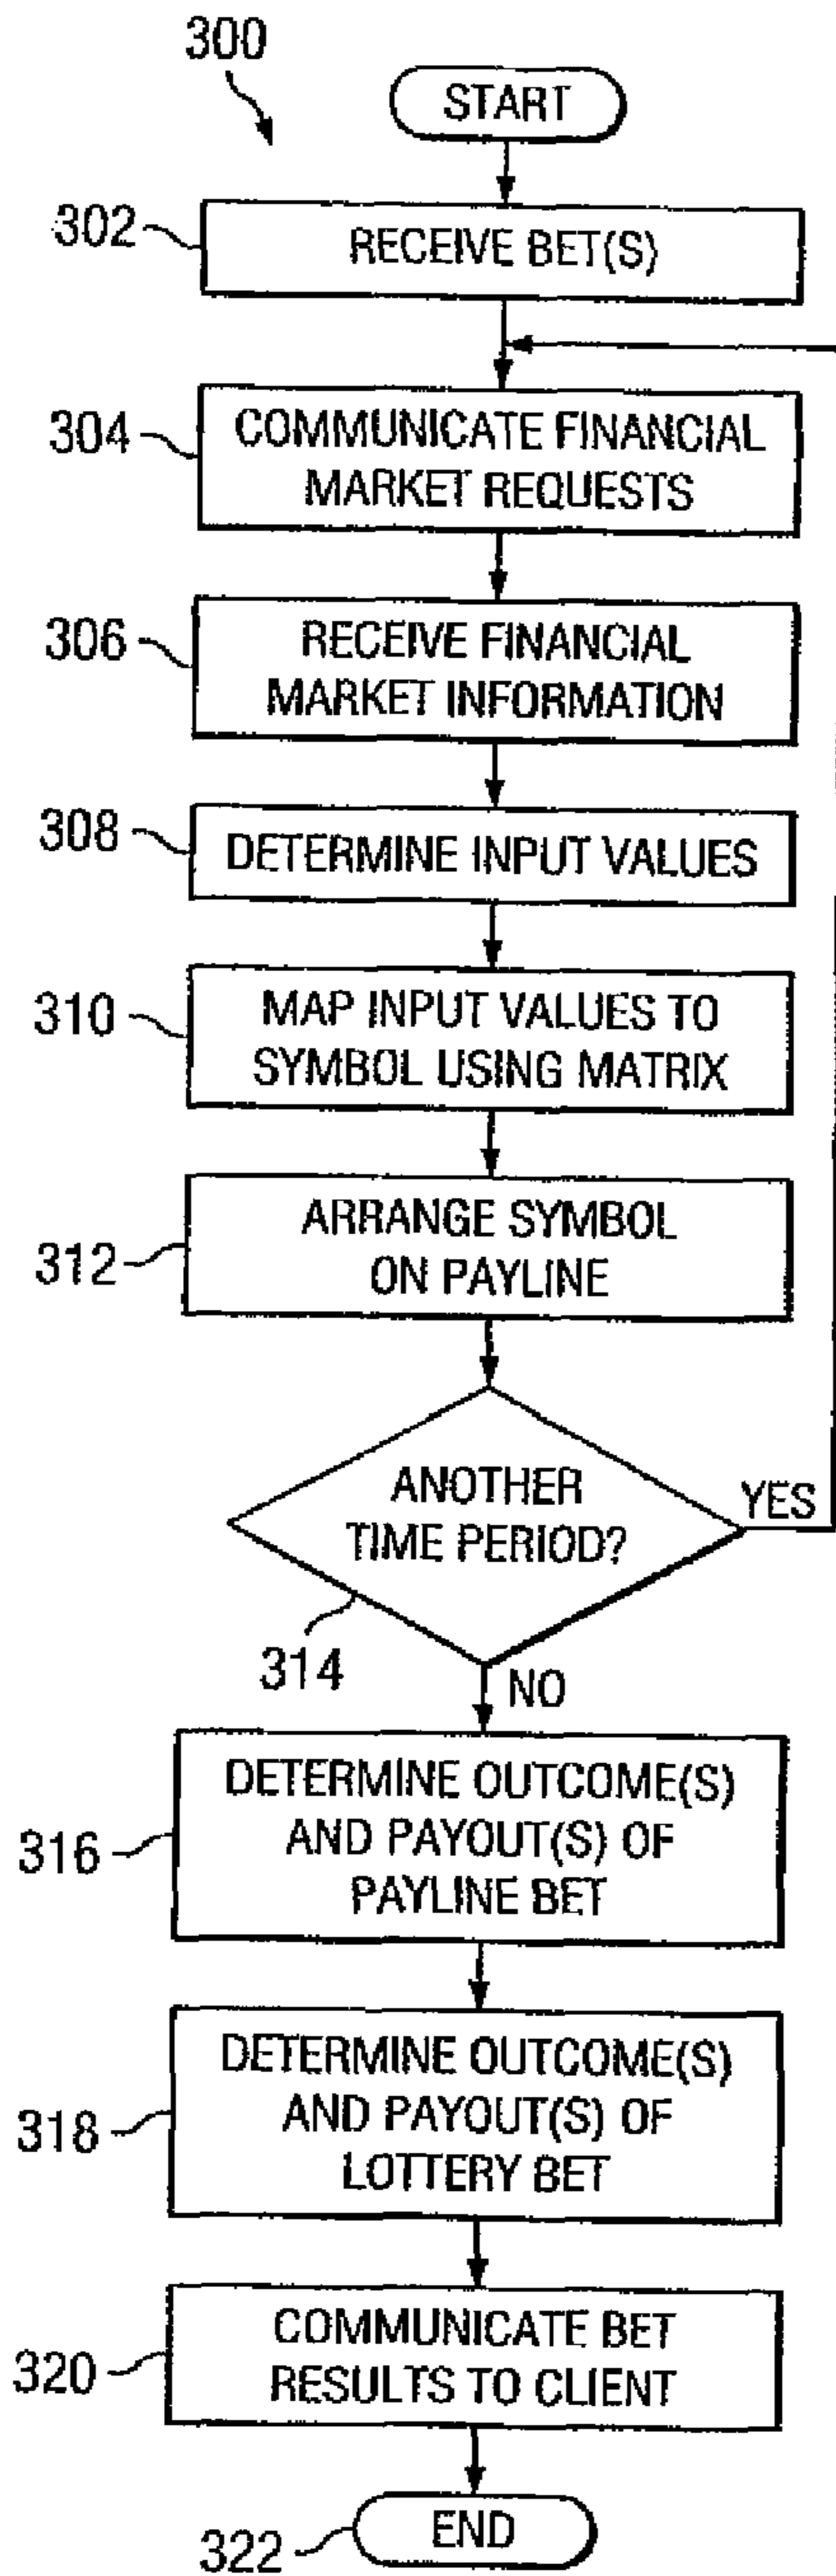 300
START
302
RECEIVE BET(S)
304
COMMUNICATE FINANCIAL
MARKET REQUESTS
306
RECEIVE FINANCIAL
MARKET INFORMATION
308
DETERMINE INPUT VALUES
310
MAP INPUT VALUES TO
SYMBOL USING MATRIX
312
ARRANGE SYMBOL
ON PAYLINE
ANOTHER
TIME PERIOD?
YES
314
NO
316
DETERMINE OUTCOME(S)
AND PAYOUT(S) OF
PAYLINE BET
318
DETERMINE OUTCOME(S)
AND PAYOUT(S) OF
LOTTERY BET
320
COMMUNICATE BET
RESULTS TO CLIENT
322
END